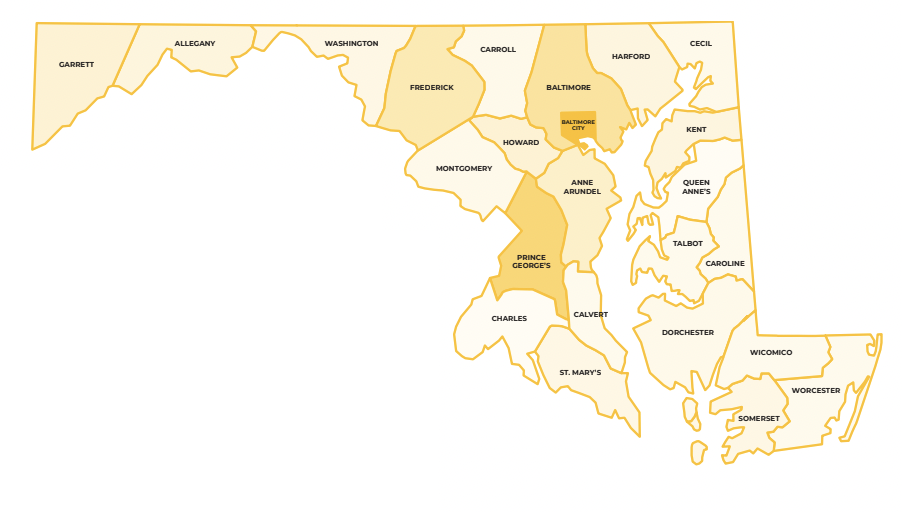 GARRETT
ALLEGANY
WASHINGTON
FREDERICK
CARROLL
BALTIMORE
HARFORD
CECIL
BALTIMORE
CITY
KENT
HOWARD
MONTGOMERY
ANNE
ARUNDEL
QUEEN
ANNE'S
PRINCE
GEORGE'S
TALBOT
CAROLINE
CHARLES
CALVERT
DORCHESTER
WICOMICO
ST. MARY'S
WORCESTER
SOMERSET